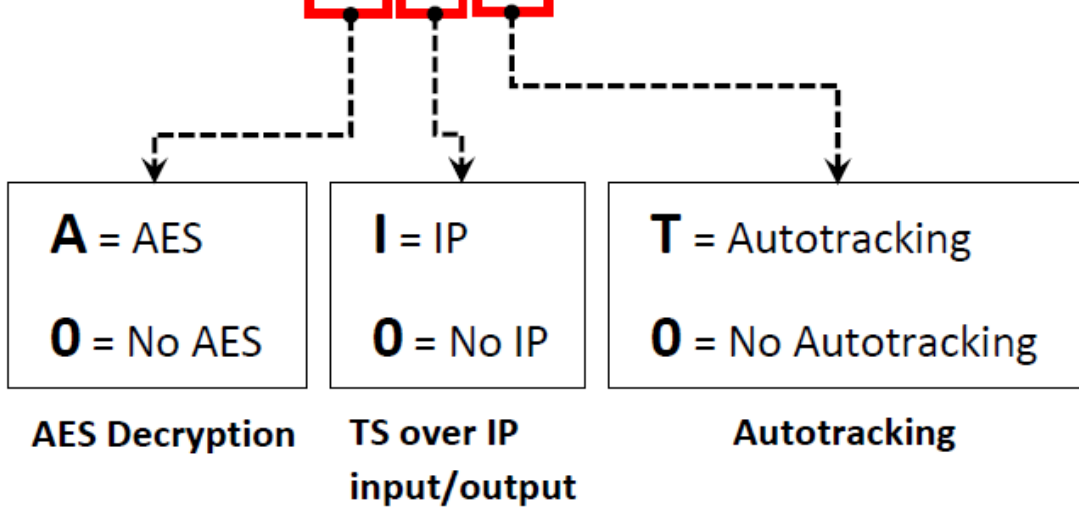 A = AES
0 = No AES
I = IP
0 = No IP
T = Autotracking
0 = No Autotracking
AES Decryption
TS over IP
input/output
Autotracking